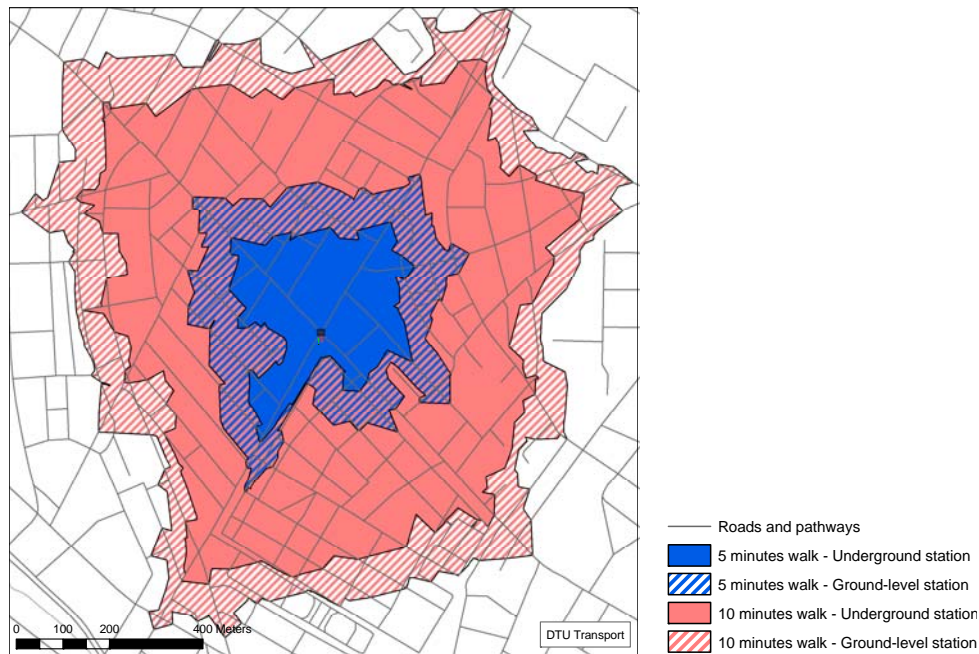 Roads and pathways
5 minutes walk - Underground station
5 minutes walk - Ground-level station
10 minutes walk - Underground station
10 minutes walk - Ground-level station
0 100 200 400 Meters
DTU Transport